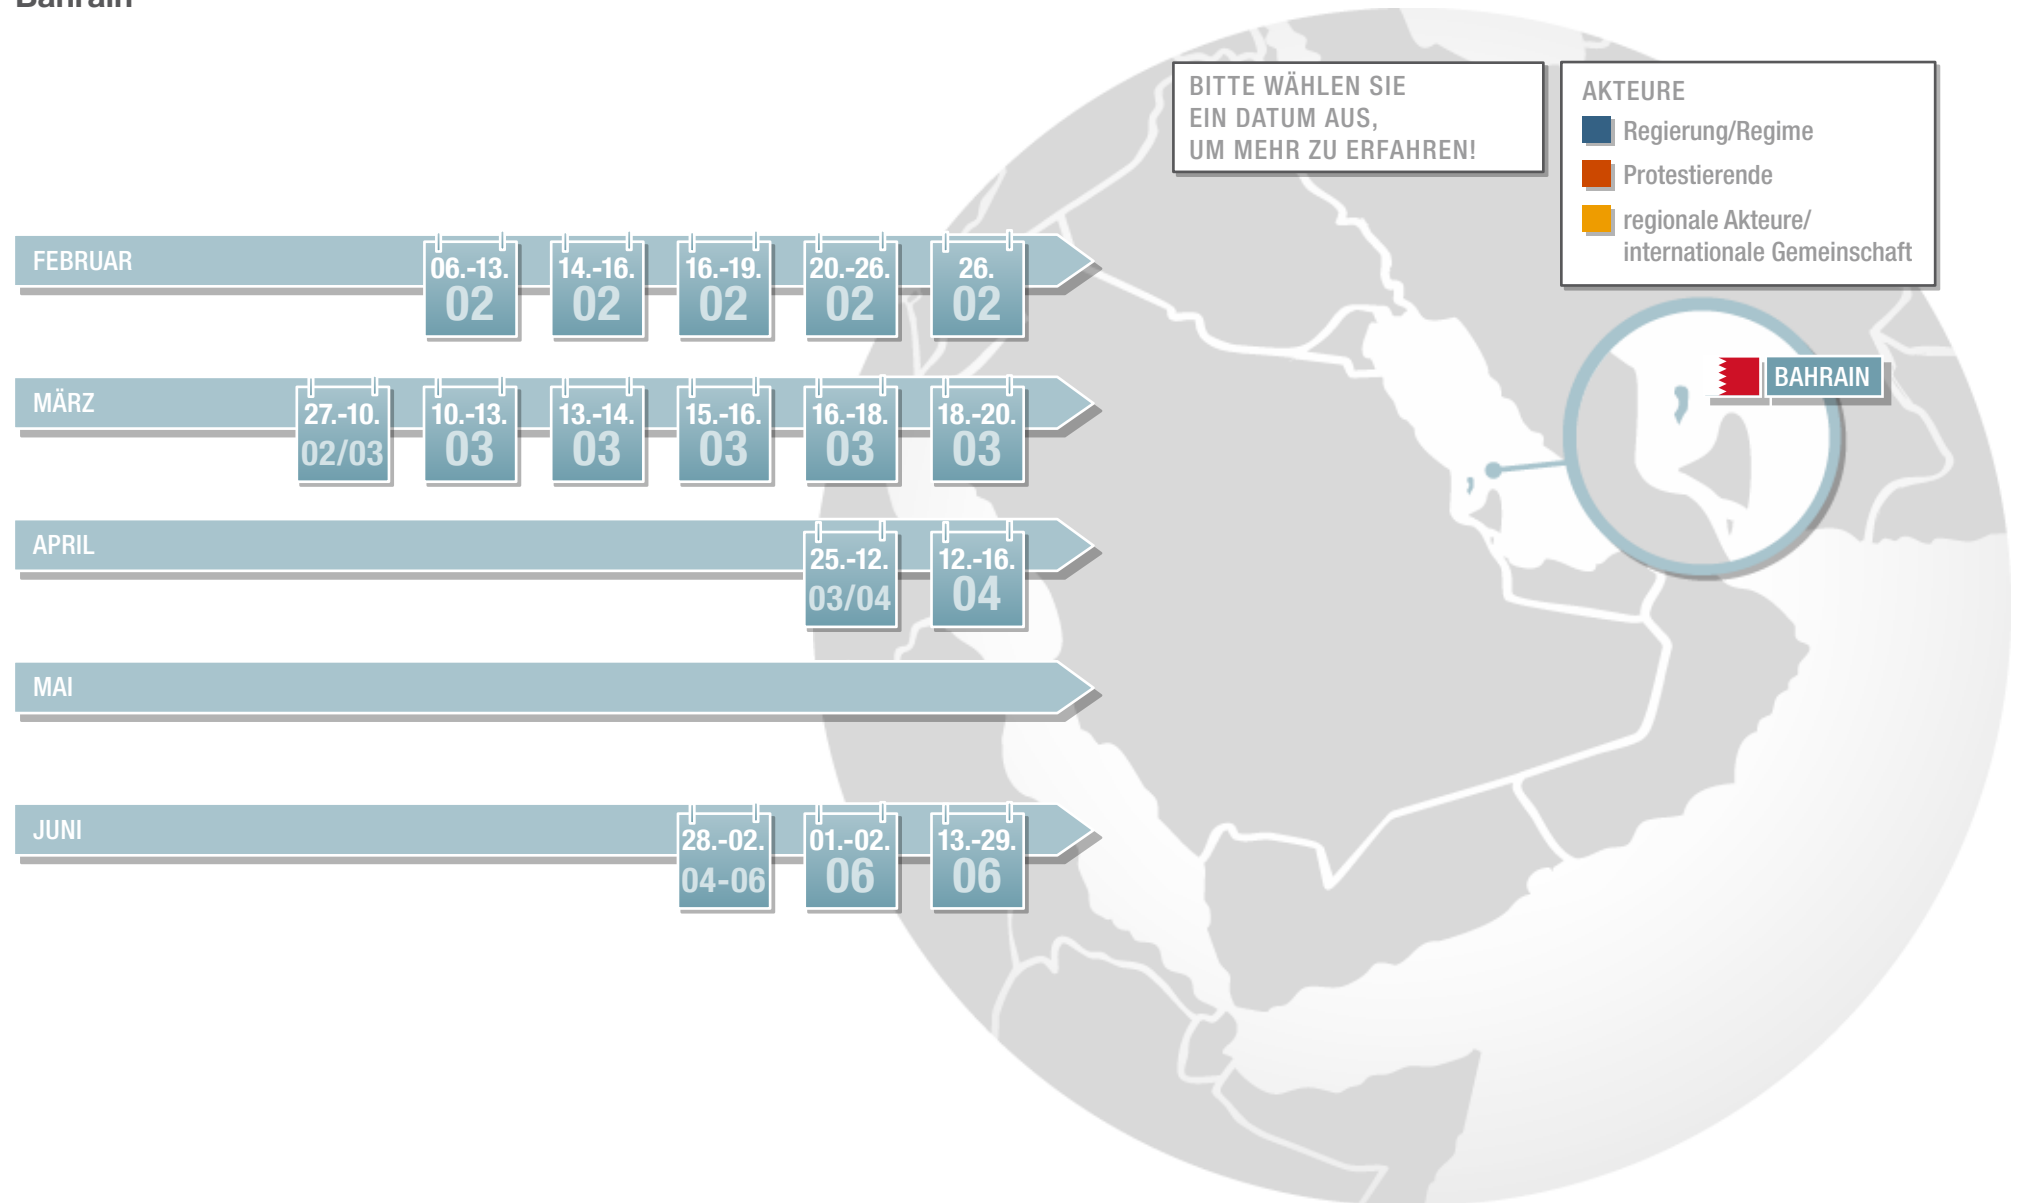 Bahrain
BITTE WÄHLEN SIE
EIN DATUM AUS,
UM MEHR ZU ERFAHREN!
AKTEURE
Regierung/Regime
Protestierende
regionale Akteure/
internationale Gemeinschaft
BAHRAIN
FEBRUAR
06.-13.
02
14.-16.
02
16.-19.
02
20.-26.
02
26.
02
MÄRZ
27.-10.
02/03
10.-13.
03
13.-14.
03
15.-16.
03
16.-18.
03
18.-20.
03
APRIL
25.-12.
03/04
12.-16.
04
MAI
JUNI
28.-02.
04-06
01.-02.
06
13.-29.
06